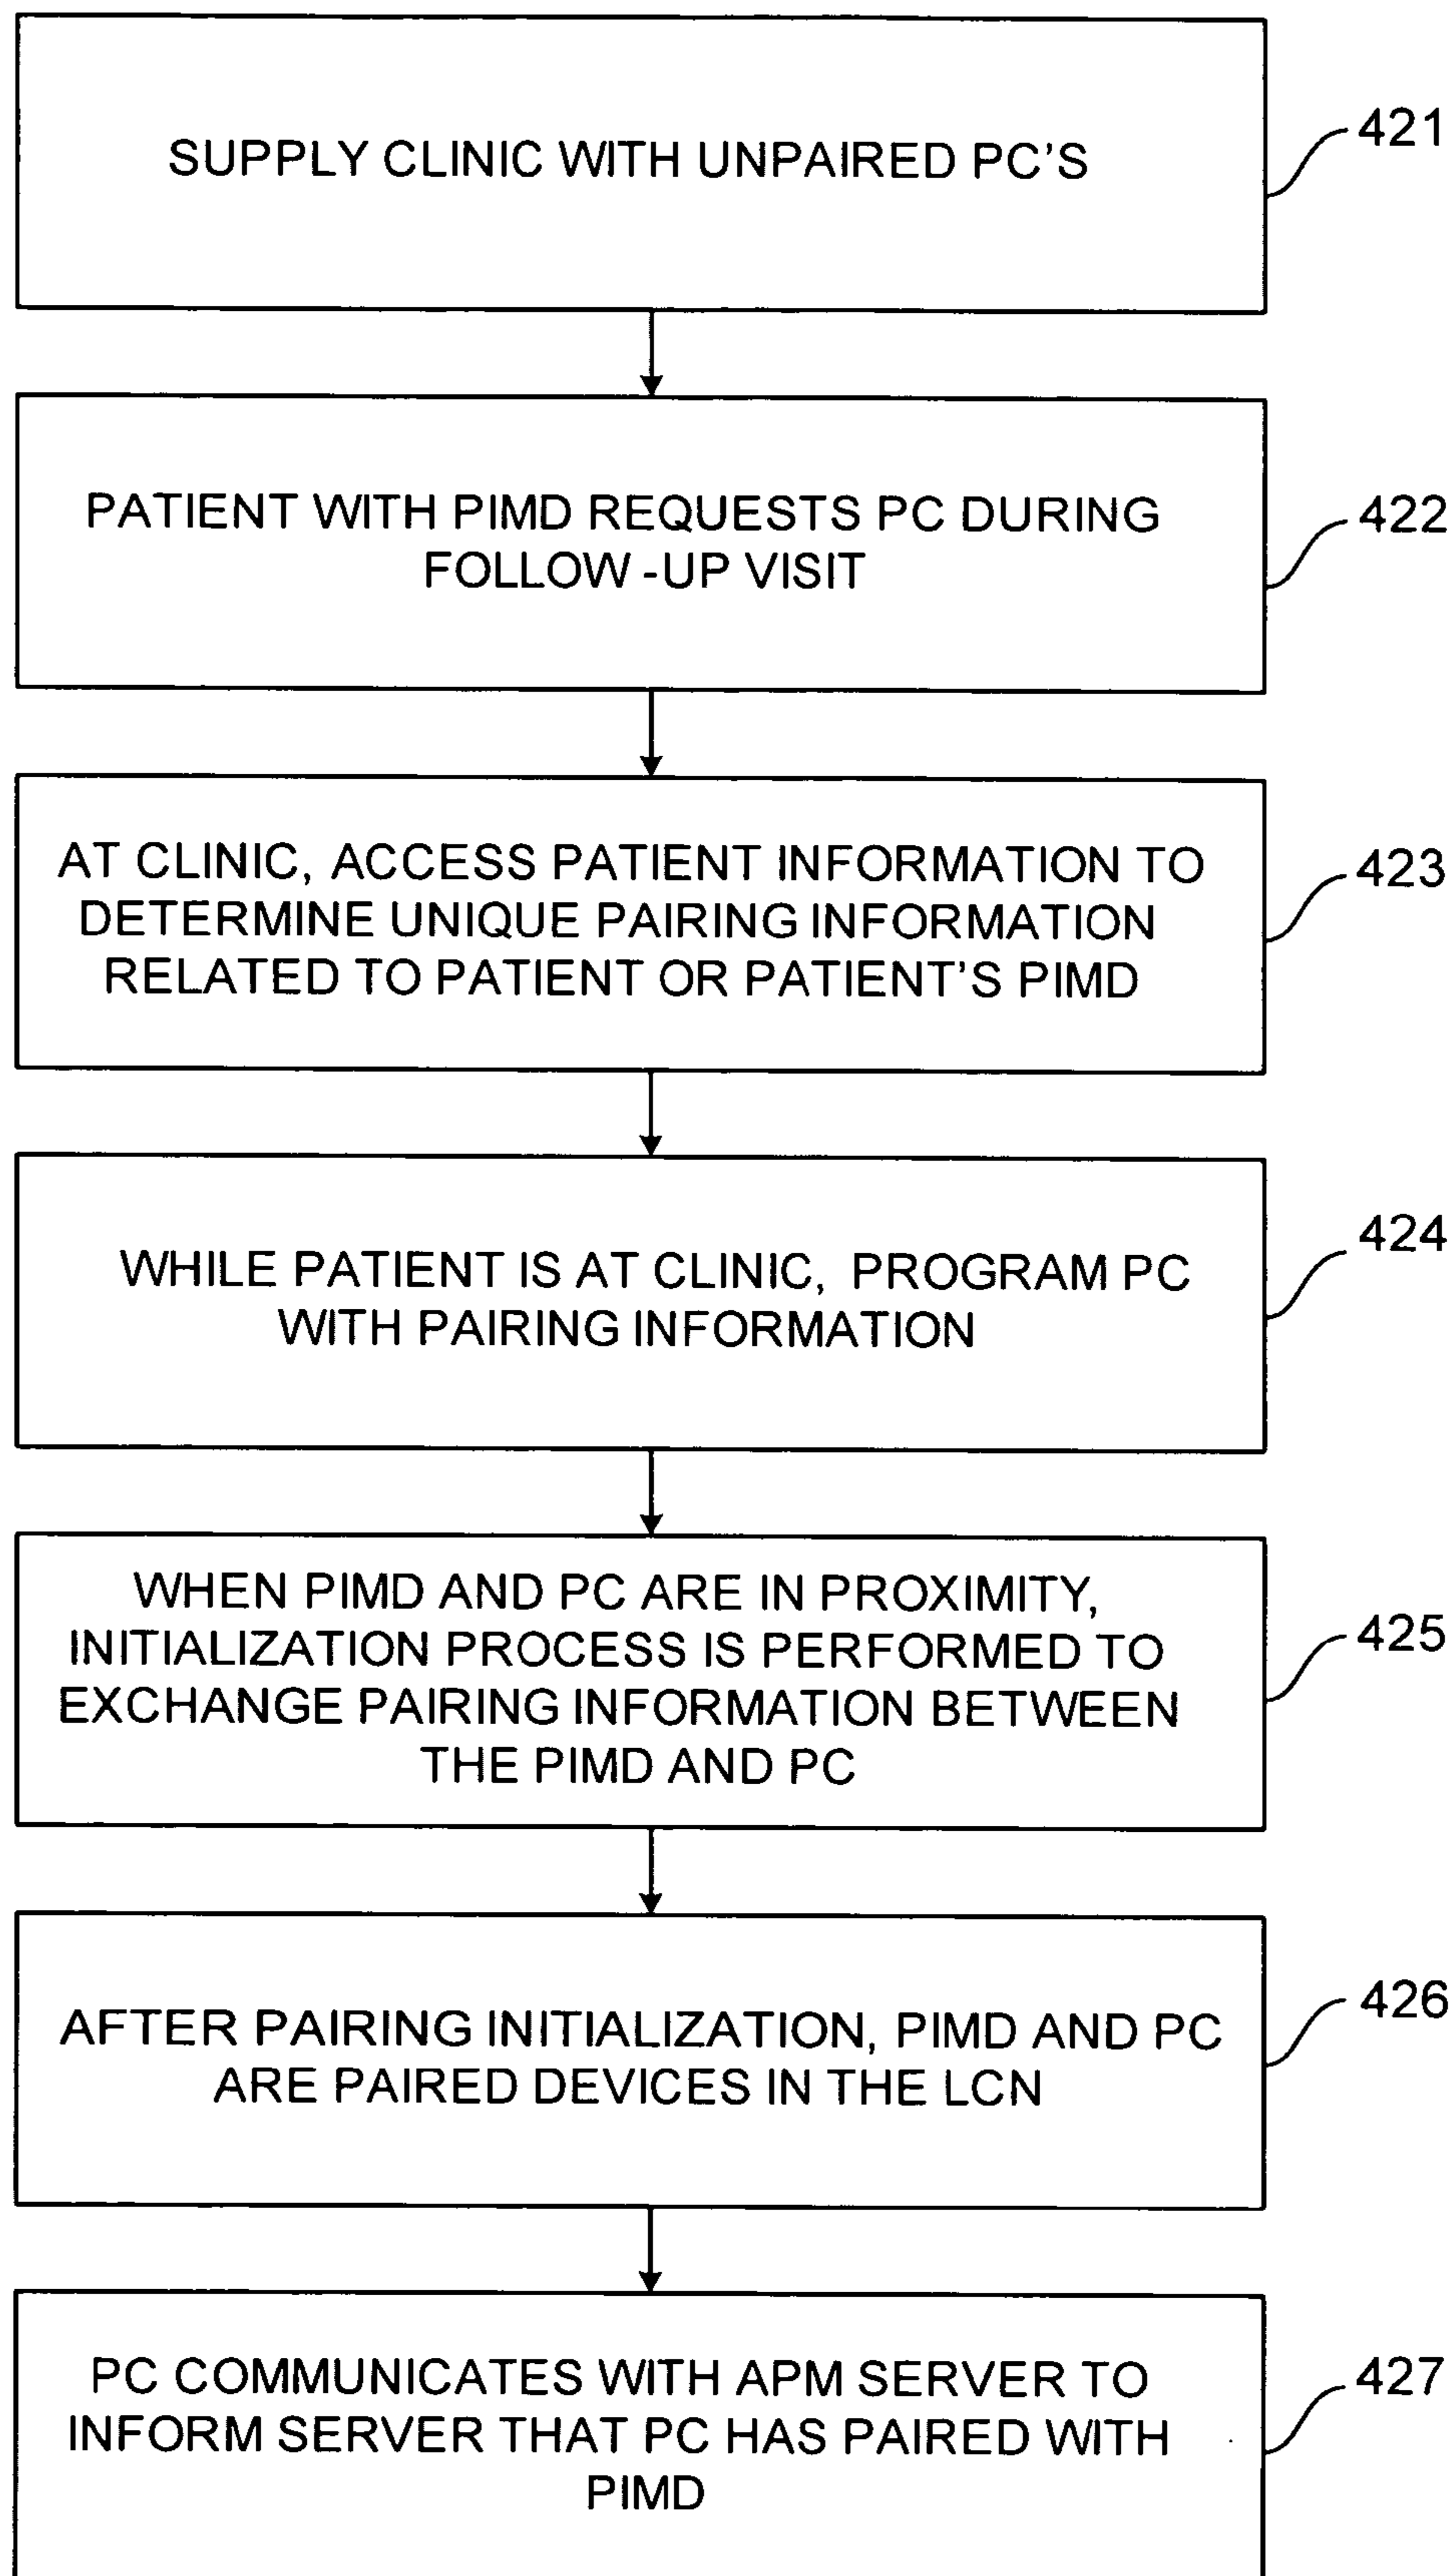 SUPPLY CLINIC WITH UNPAIRED PC'S
421
PATIENT WITH PIMD REQUESTS PC DURING
FOLLOW -UP VISIT
422
AT CLINIC, ACCESS PATIENT INFORMATION TO
DETERMINE UNIQUE PAIRING INFORMATION
RELATED TO PATIENT OR PATIENT'S PIMD
423
WHILE PATIENT IS AT CLINIC, PROGRAM PC
WITH PAIRING INFORMATION
424
WHEN PIMD AND PC ARE IN PROXIMITY,
INITIALIZATION PROCESS IS PERFORMED TO
EXCHANGE PAIRING INFORMATION BETWEEN
THE PIMD AND PC
425
AFTER PAIRING INITIALIZATION, PIMD AND PC
ARE PAIRED DEVICES IN THE LCN
426
PC COMMUNICATES WITH APM SERVER TO
INFORM SERVER THAT PC HAS PAIRED WITH
PIMD
427